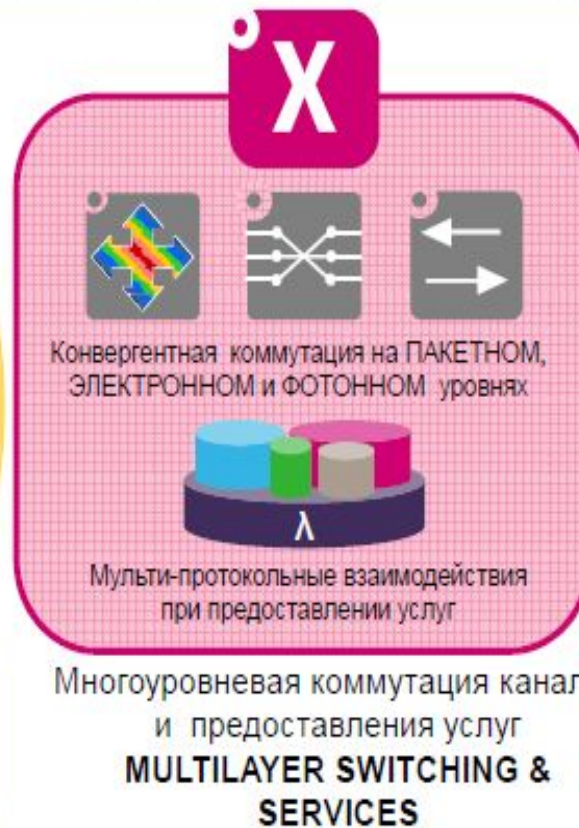 X
Конвергентная коммутация на ПАКЕТНОМ,
ЭЛЕКТРОННОМ и ФОТОННОМ уровнях
λ
Мульти-протокольные взаимодействия
при предоставлении услуг
Многоуровневая коммутация
и предоставления услуг
MULTILAYER SWITCHING &
SERVICES